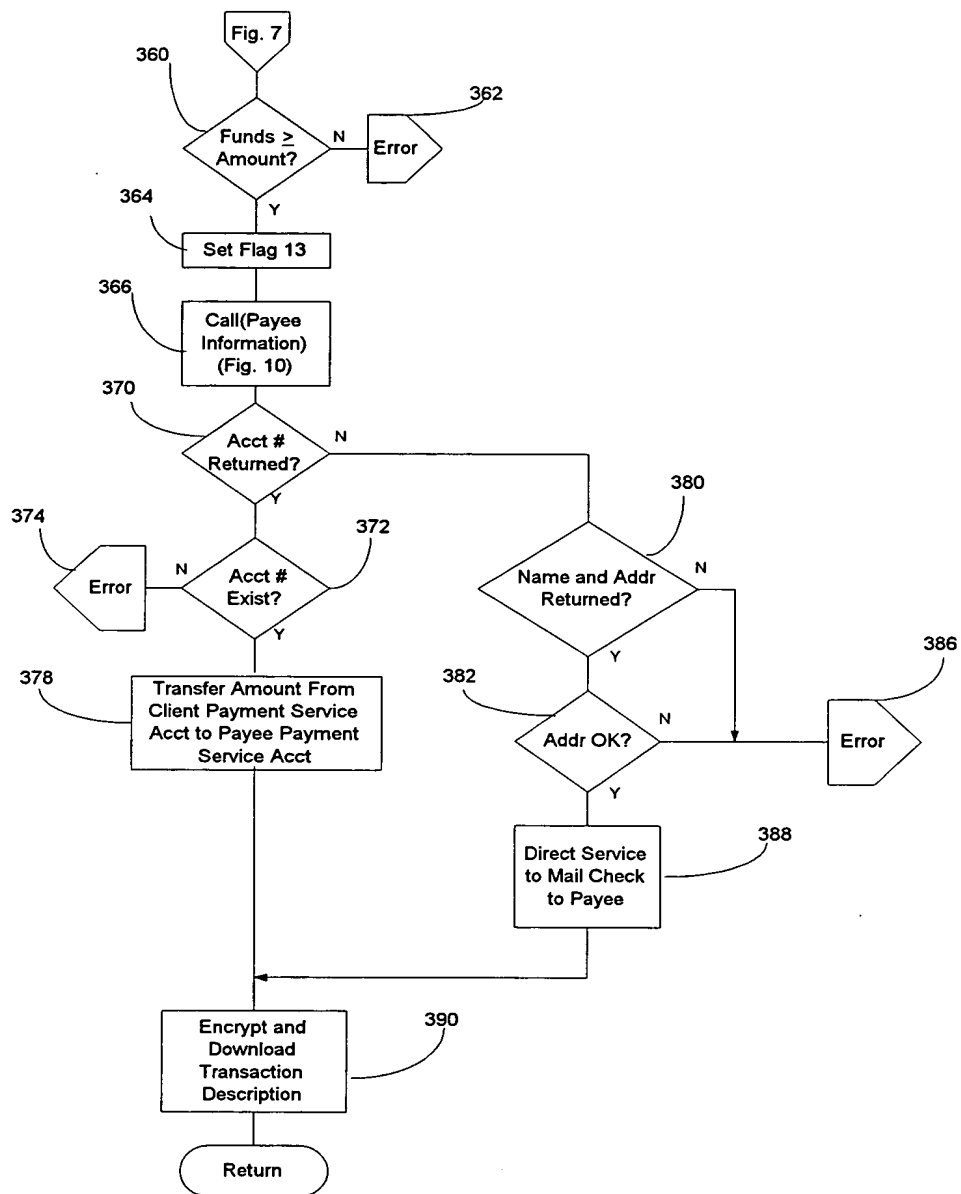 Fig. 7
360
362
Funds ≥
Amount?
N
Error
Y
364
Set Flag 13
366
Call(Payee
Information)
(Fig. 10)
370
N
Acct #
Returned?
Y
380
374
372
N
Error
Acct #
Exist?
Y
Name and Addr
Returned?
N
Y
378
Transfer Amount From
Client Payment Service
Acct to Payee Payment
Service Acct
382
386
Addr OK?
N
Error
Y
Direct Service
to Mail Check
to Payee
388
Encrypt and
Download
Transaction
Description
390
Return